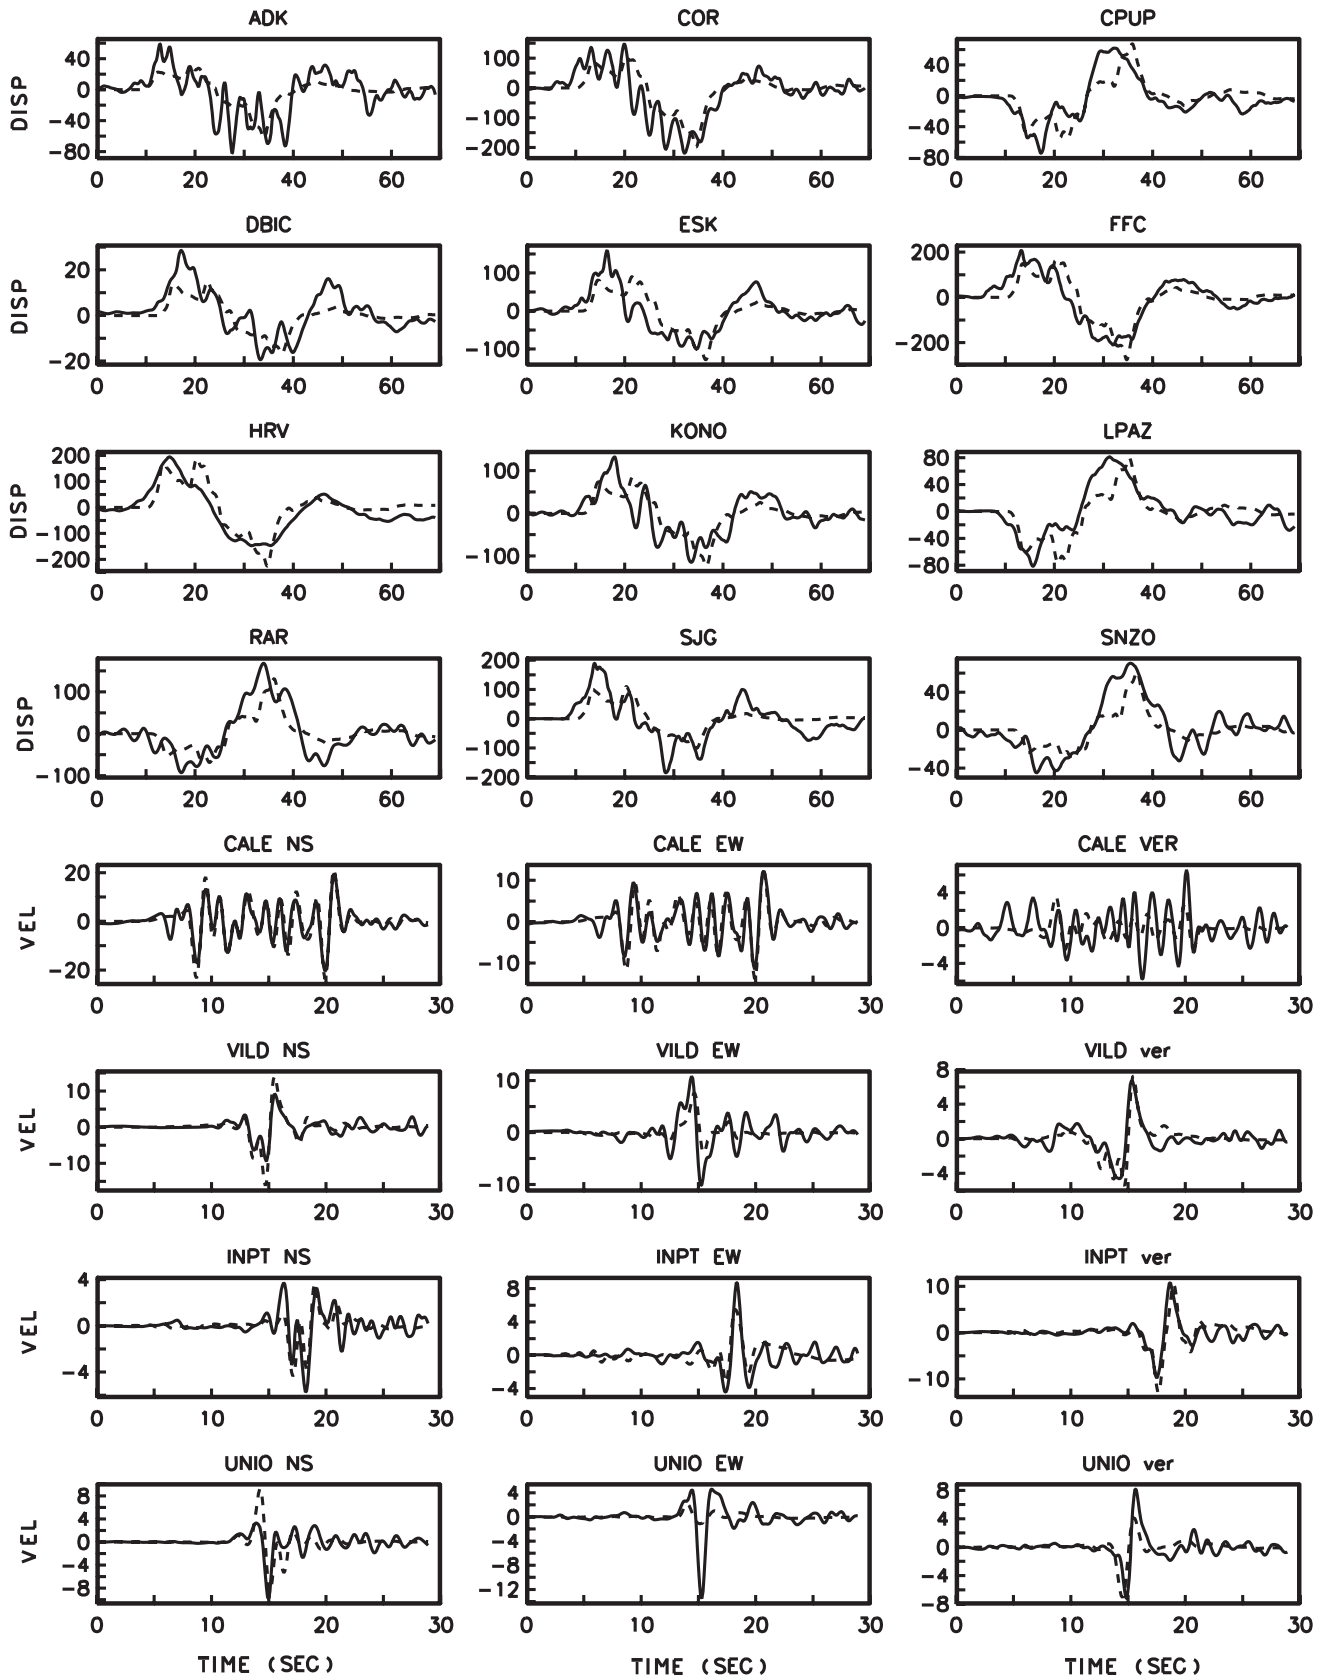 ADK COR CPUP
DISP
40 0 -40 -80
100 0 -100 -200
40 0 -40 -80
0 20 40 60 0 20 40 60 0 20 40 60
DBIC ESK FFC
DISP
20 0 -20
100 0 -100
200 0 -200
0 20 40 60 0 20 40 60 0 20 40 60
HRV KONO LPAZ
DISP
200 100 0 -100 -200
100 0 -100
80 40 0 -40 -80
0 20 40 60 0 20 40 60 0 20 40 60
RAR SJG SNZO
DISP
100 0 -100
200 100 0 -100 -200
40 0 -40
0 20 40 60 0 20 40 60 0 20 40 60
CALE NS CALE EW CALE VER
VEL
20 0 -20
10 0 -10
4 0 -4
0 10 20 30 0 10 20 30 0 10 20 30
VILD NS VILD EW VILD ver
VEL
10 0 -10
10 0 -10
8 4 0 -4
0 10 20 30 0 10 20 30 0 10 20 30
INPT NS INPT EW INPT ver
VEL
4 0 -4
8 4 0 -4
10 0 -10
0 10 20 30 0 10 20 30 0 10 20 30
UNIO NS UNIO EW UNIO ver
VEL
8 4 0 -4 -8
4 0 -4 -8 -12
8 4 0 -4 -8
0 10 20 30 0 10 20 30 0 10 20 30
TIME (SEC) TIME (SEC) TIME (SEC)